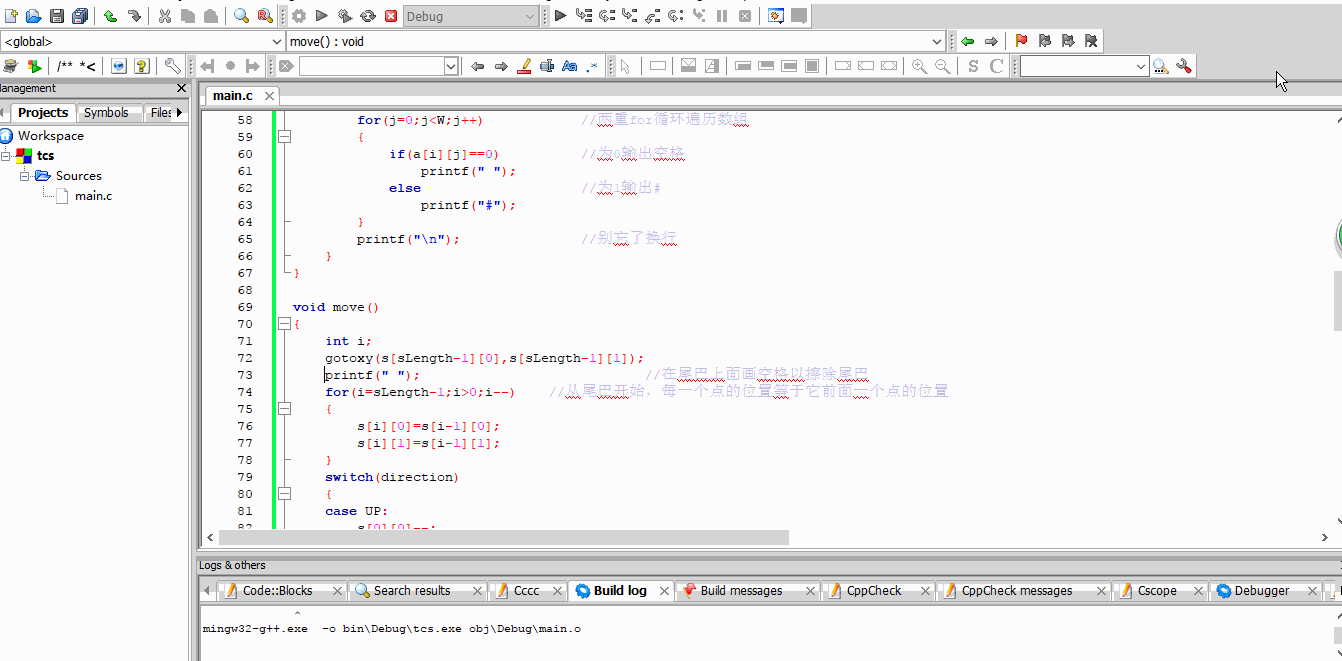 Debug
<global>
move() : void
/** *<
S C
anagement
main.c
Projects Symbols Files
Workspace
tcs
Sources
main.c
58 for(j=0;j<W;j++) //两重for循环遍历数组
59 {
60 if(a[i][j]==0) //为0输出空格
61 printf(" ");
62 else //为1输出#
63 printf("#");
64 }
65 printf("\n"); //别忘了换行
66 }
67 }
68
69 void move()
70 {
71 int i;
72 gotoxy(s[sLength-1][0],s[sLength-1][1]);
73 printf(" "); //在尾巴上面画空格以擦除尾巴
74 for(i=sLength-1;i>0;i--) //从尾巴开始，每一个点的位置等于它前面一个点的位置
75 {
76 s[i][0]=s[i-1][0];
77 s[i][1]=s[i-1][1];
78 }
79 switch(direction)
80 {
81 case UP:
82 s[0][0]--;
Logs & others
Code::Blocks Search results Cccc Build log Build messages CppCheck CppCheck messages Cscope Debugger
mingw32-g++.exe -o bin\Debug\tcs.exe obj\Debug\main.o